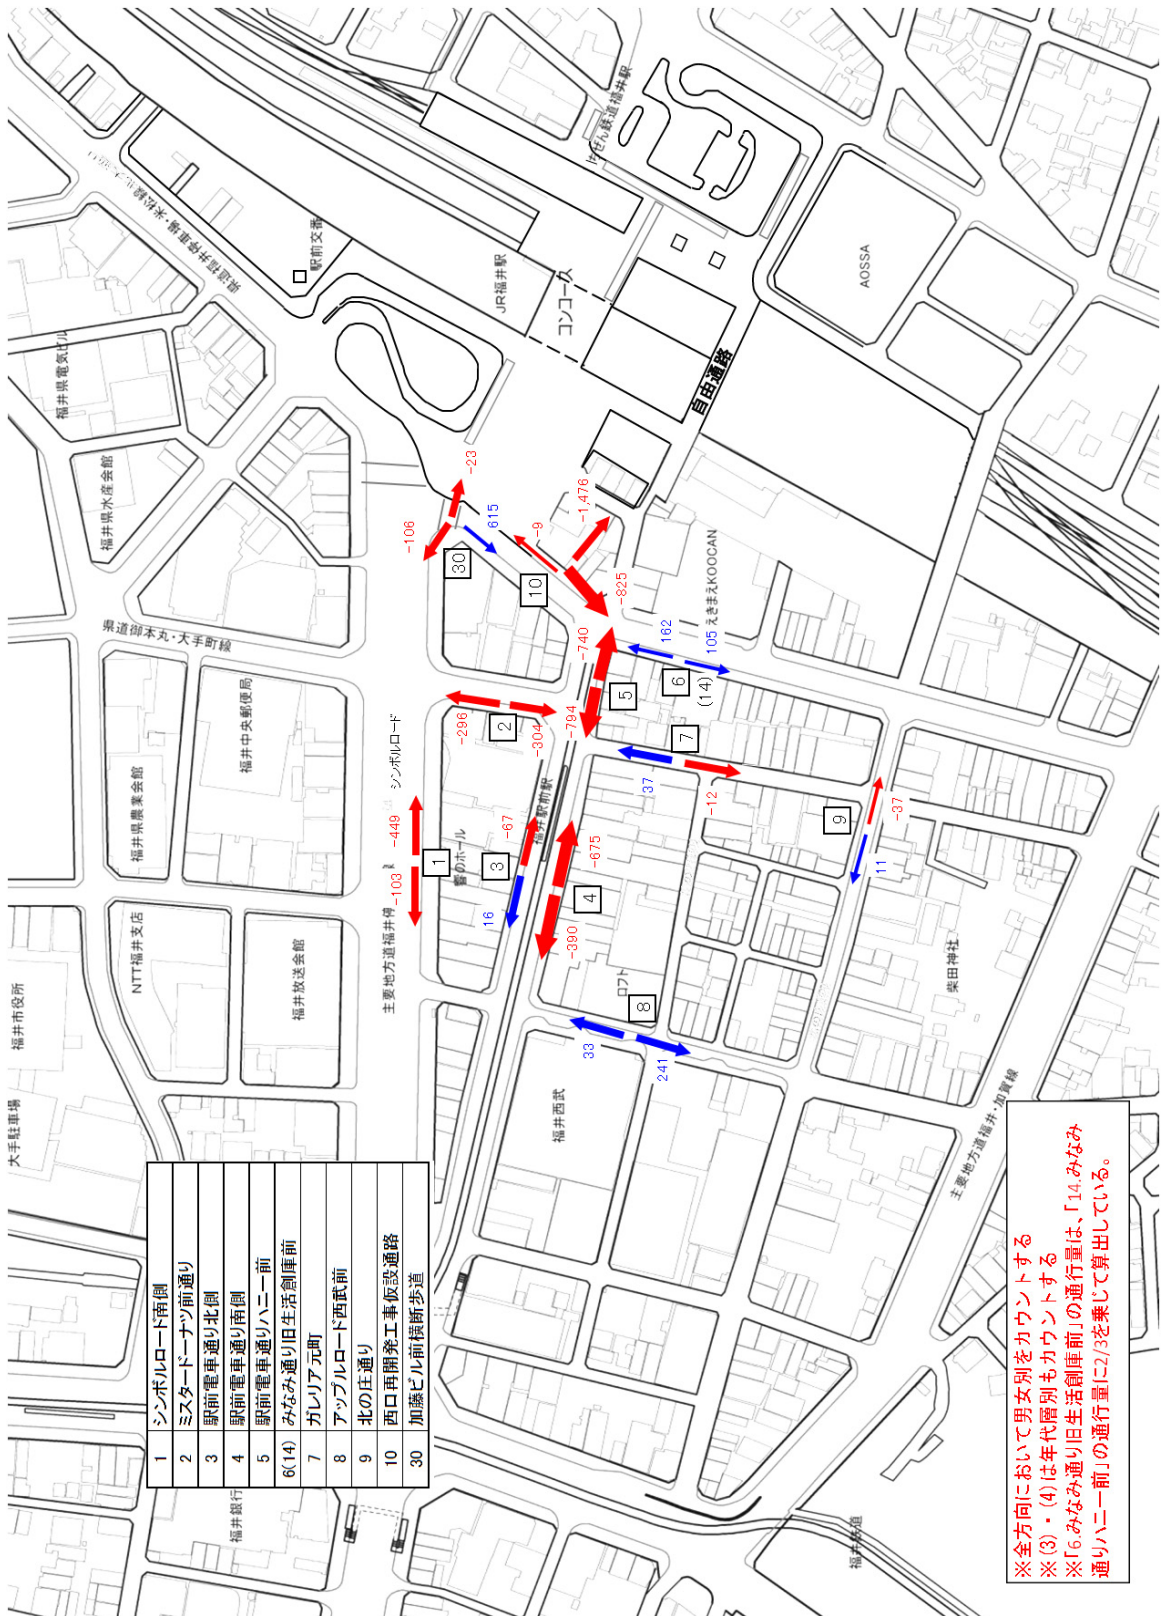 大手駐車場
福井市役所
NTT福井支店
福井放送会館
福井県農業会館
福井中央郵便局
県道御本丸・大手町線
福井県水産会館
福井県電気ビル
駅前交番
JR福井駅
コンコース
自由通路
えちぜん鉄道福井駅
AOSSA
えきまえKOOCAN
主要地方道福井停
シンボルロード
響のホール
福井駅前駅
ロフト
福井西武
柴田神社
主要地方道福井・加賀線
福井鉄道
福井銀行
-103
-449
1
-296
-304
2
16
-67
3
-390
-675
4
-794
-740
5
162
105
6
(14)
37
-12
7
33
241
8
11
-37
9
-9
-1,476
-825
10
-106
-23
615
30
1 シンボルロード南側
2 ミスタードーナツ前通り
3 駅前電車通り北側
4 駅前電車通り南側
5 駅前電車通りハニー前
6(14) みなみ通り旧生活創庫前
7 ガレリア元町
8 アップルロード西武前
9 北の庄通り
10 西口再開発工事仮設通路
30 加藤ビル前横断歩道
※全方向において男女別をカウントする
※(3)・(4)は年代層別もカウントする
※「6.みなみ通り旧生活創庫前」の通行量は、「14.みなみ
通りハニー前」の通行量に2/3を乗じて算出している。